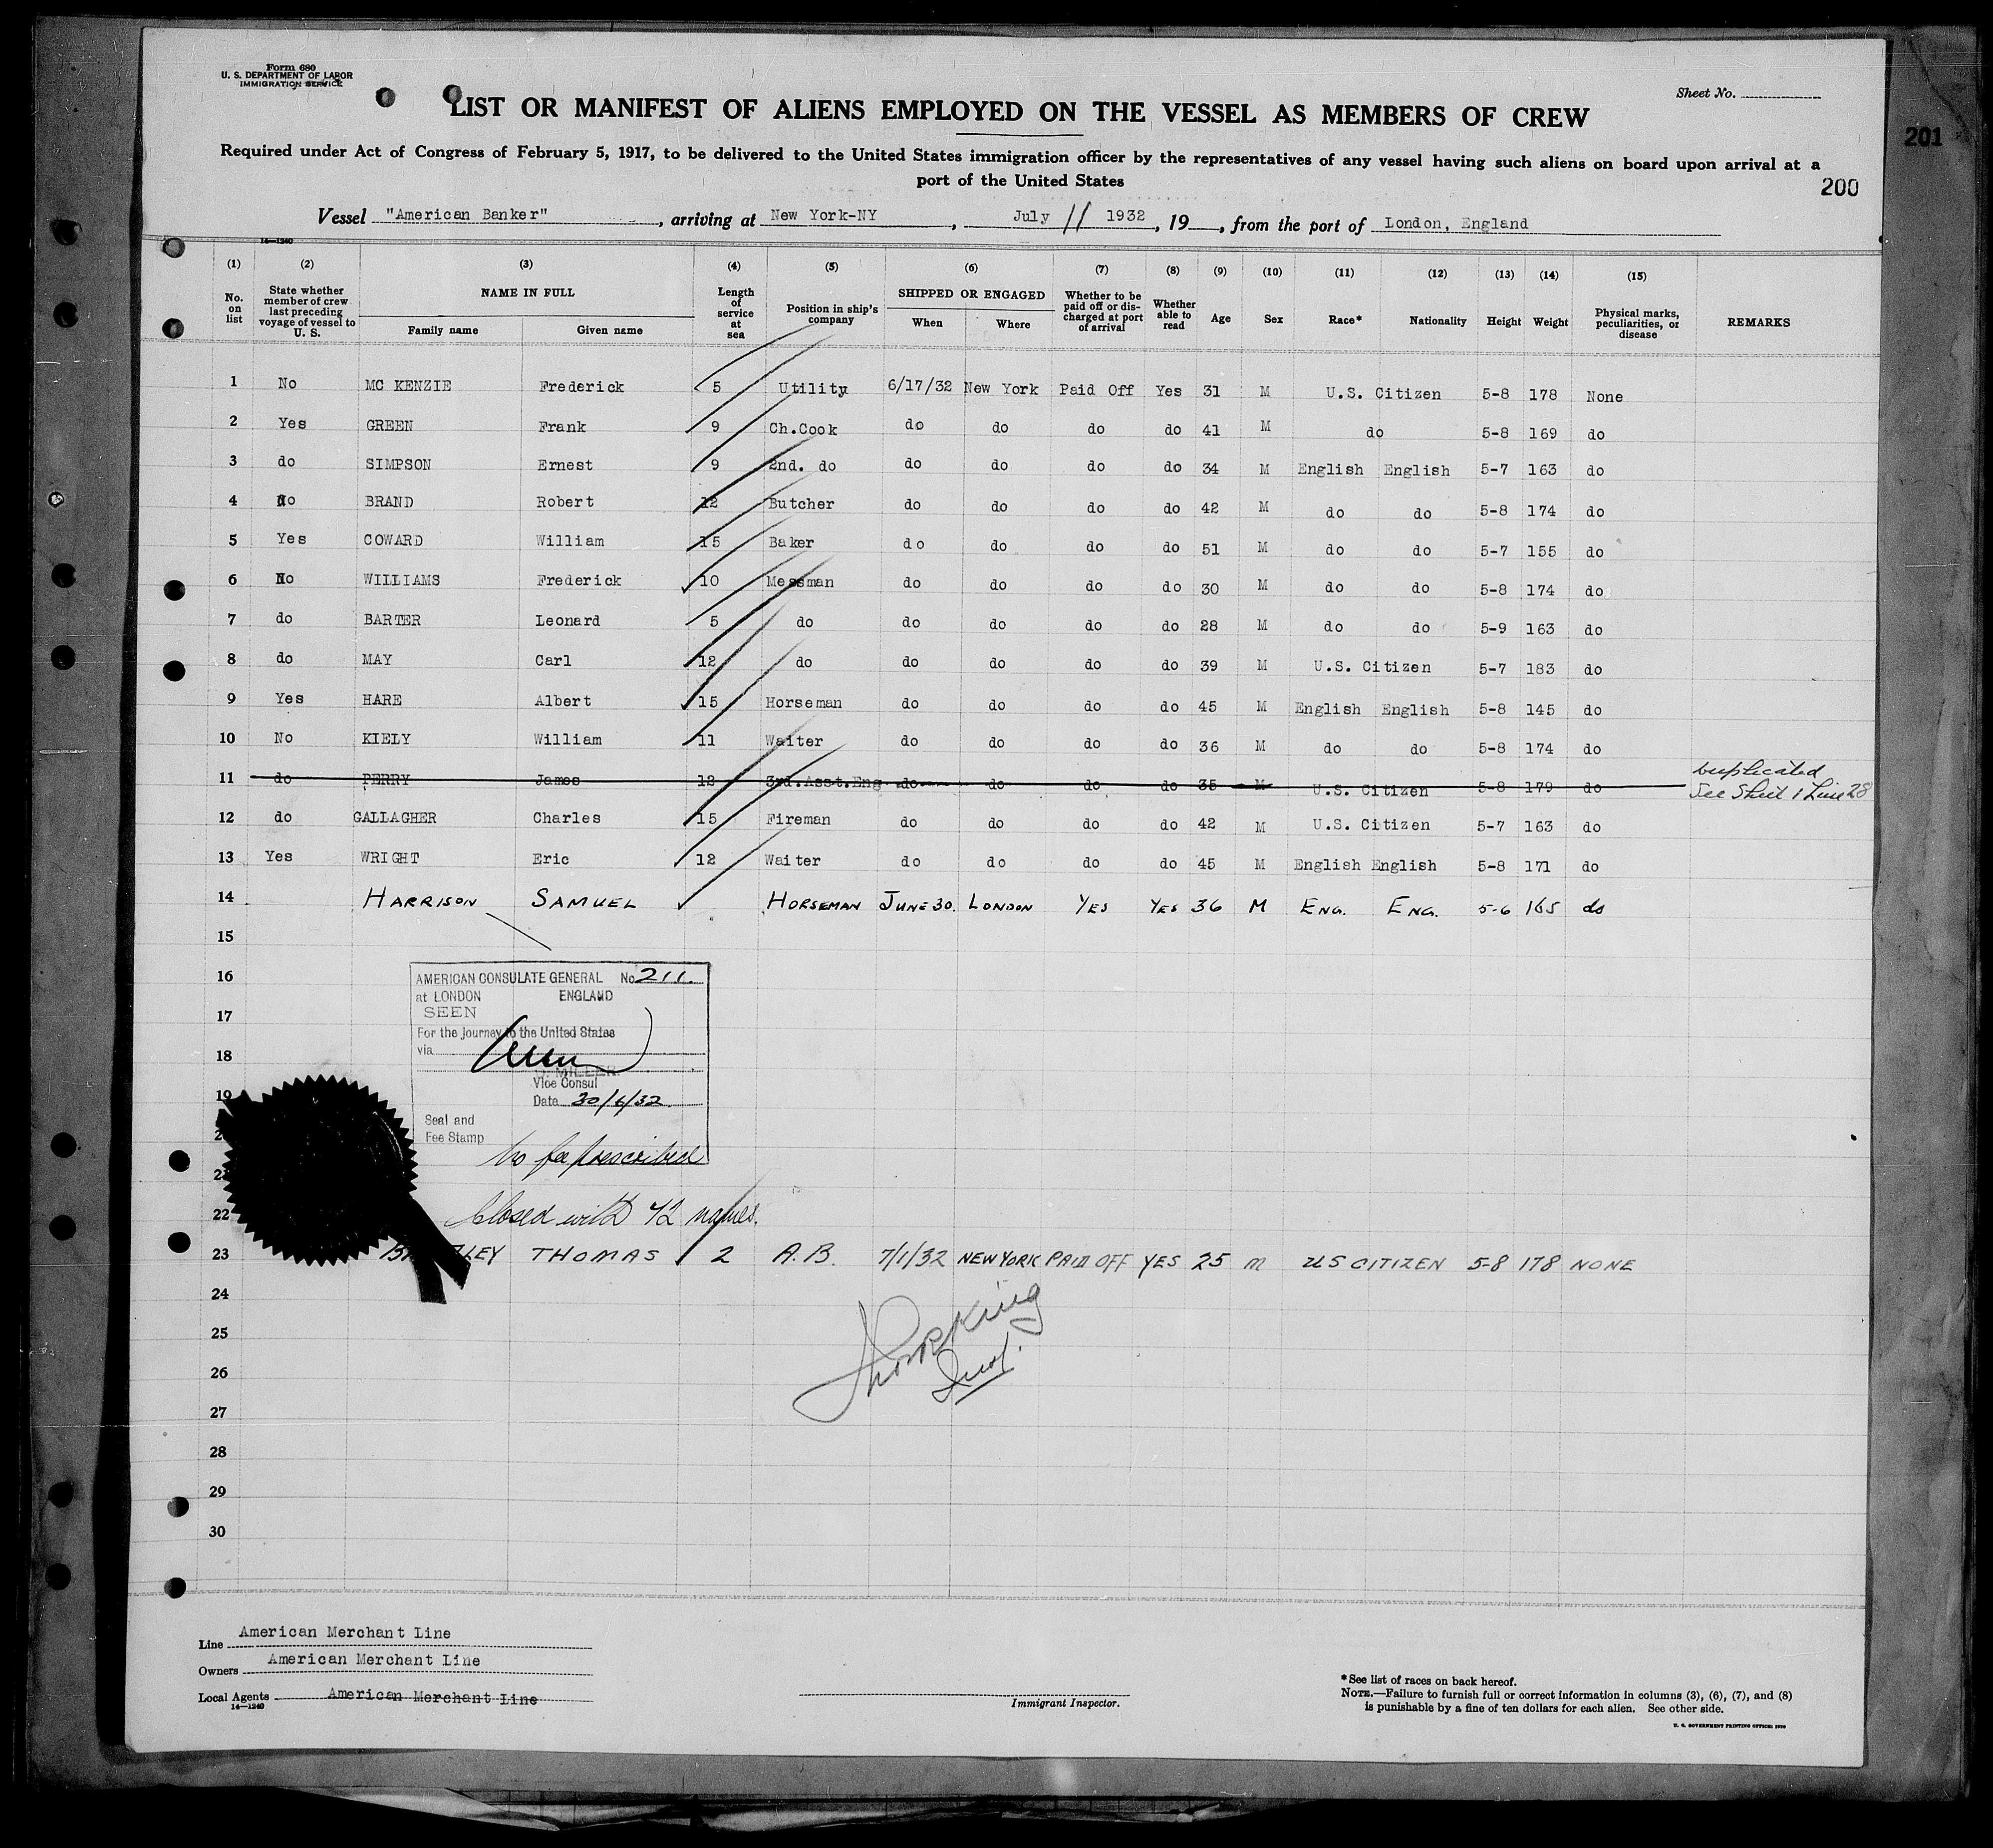 Form 680
U. S. DEPARTMENT OF LABOR
IMMIGRATION SERVICE
Sheet No.
LIST OR MANIFEST OF ALIENS EMPLOYED ON THE VESSEL AS MEMBERS OF CREW
201
Required under Act of Congress of February 5, 1917, to be delivered to the United States immigration officer by the representatives of any vessel having such aliens on board upon arrival at a
port of the United States
200
Vessel "American Banker", arriving at New York-NY, July 11 1932, 19, from the port of London, England
14—1240
(1) (2) (3) (4) (5) (6) (7) (8) (9) (10) (11) (12) (13) (14) (15)
No. on list State whether member of crew last preceding voyage of vessel to U. S. NAME IN FULL Family name Given name Length of service at sea Position in ship's company SHIPPED OR ENGAGED When Where Whether to be paid off or discharged at port of arrival Whether able to read Age Sex Race* Nationality Height Weight Physical marks, peculiarities, or disease REMARKS
1 No MC KENZIE Frederick 5 Utility 6/17/32 New York Paid Off Yes 31 M U.S. Citizen 5-8 178 None
2 Yes GREEN Frank 9 Ch.Cook do do do do 41 M do 5-8 169 do
3 do SIMPSON Ernest 9 2nd. do do do do do 34 M English English 5-7 163 do
4 No BRAND Robert 12 Butcher do do do do 42 M do do 5-8 174 do
5 Yes COWARD William 15 Baker do do do do 51 M do do 5-7 155 do
6 No WILLIAMS Frederick 10 Messman do do do do 30 M do do 5-8 174 do
7 do BARTER Leonard 5 do do do do do 28 M do do 5-9 163 do
8 do MAY Carl 12 do do do do do 39 M U.S. Citizen 5-7 183 do
9 Yes HARE Albert 15 Horseman do do do do 45 M English English 5-8 145 do
10 No KIELY William 11 Waiter do do do do 36 M do do 5-8 174 do
11 do PERRY James 12 3rd.Asst.Eng do do do do 35 M U.S. Citizen 5-8 179 do Duplicated See Sheet 1 Line 28
12 do GALLAGHER Charles 15 Fireman do do do do 42 M U.S. Citizen 5-7 163 do
13 Yes WRIGHT Eric 12 Waiter do do do do 45 M English English 5-8 171 do
14 HARRISON SAMUEL HORSEMAN JUNE 30. LONDON YES YES 36 M ENG. ENG. 5-6 165 do
15
16
AMERICAN CONSULATE GENERAL No. 211.
at LONDON ENGLAND
SEEN
17
For the journey to the United States
via
18
MILLER
Vice Consul
19
Date 30/6/32
Seal and
Fee Stamp
No fee prescribed
22
Closed with 42 names.
23 LEY THOMAS 2 A.B. 7/1/32 NEW YORK PAID OFF YES 25 M US CITIZEN 5-8 178 NONE
24
25
26
27
28
29
30
Line American Merchant Line
Owners American Merchant Line
Local Agents American Merchant Line
14—1240
Immigrant Inspector.
*See list of races on back hereof.
NOTE.—Failure to furnish full or correct information in columns (3), (6), (7), and (8)
is punishable by a fine of ten dollars for each alien. See other side.